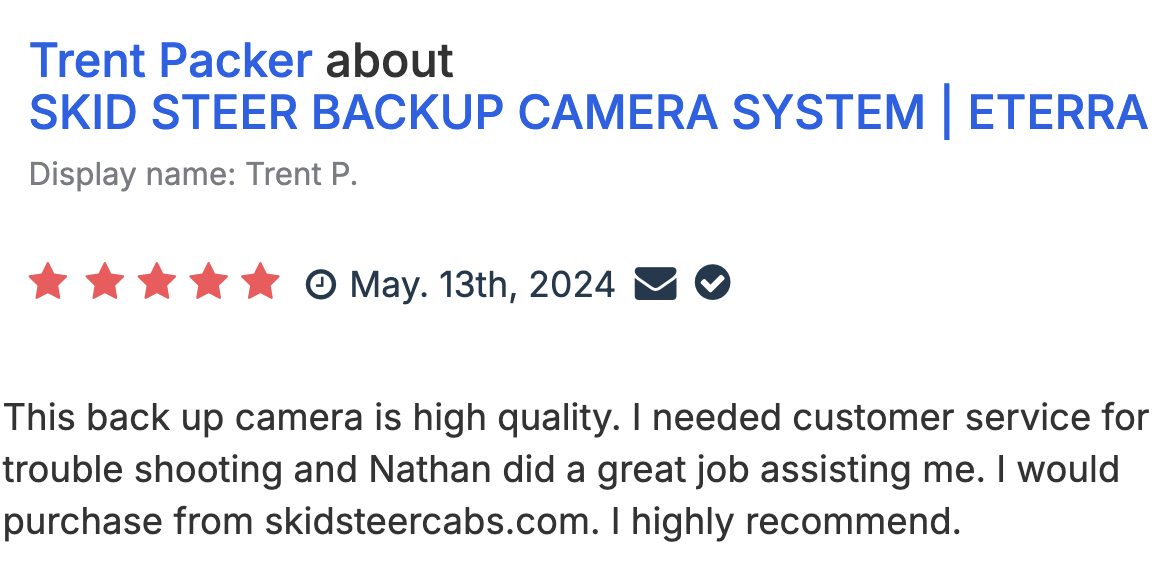 Trent Packer about
SKID STEER BACKUP CAMERA SYSTEM | ETERRA
Display name: Trent P.
May. 13th, 2024
This back up camera is high quality. I needed customer service for
trouble shooting and Nathan did a great job assisting me. I would
purchase from skidsteercabs.com. I highly recommend.